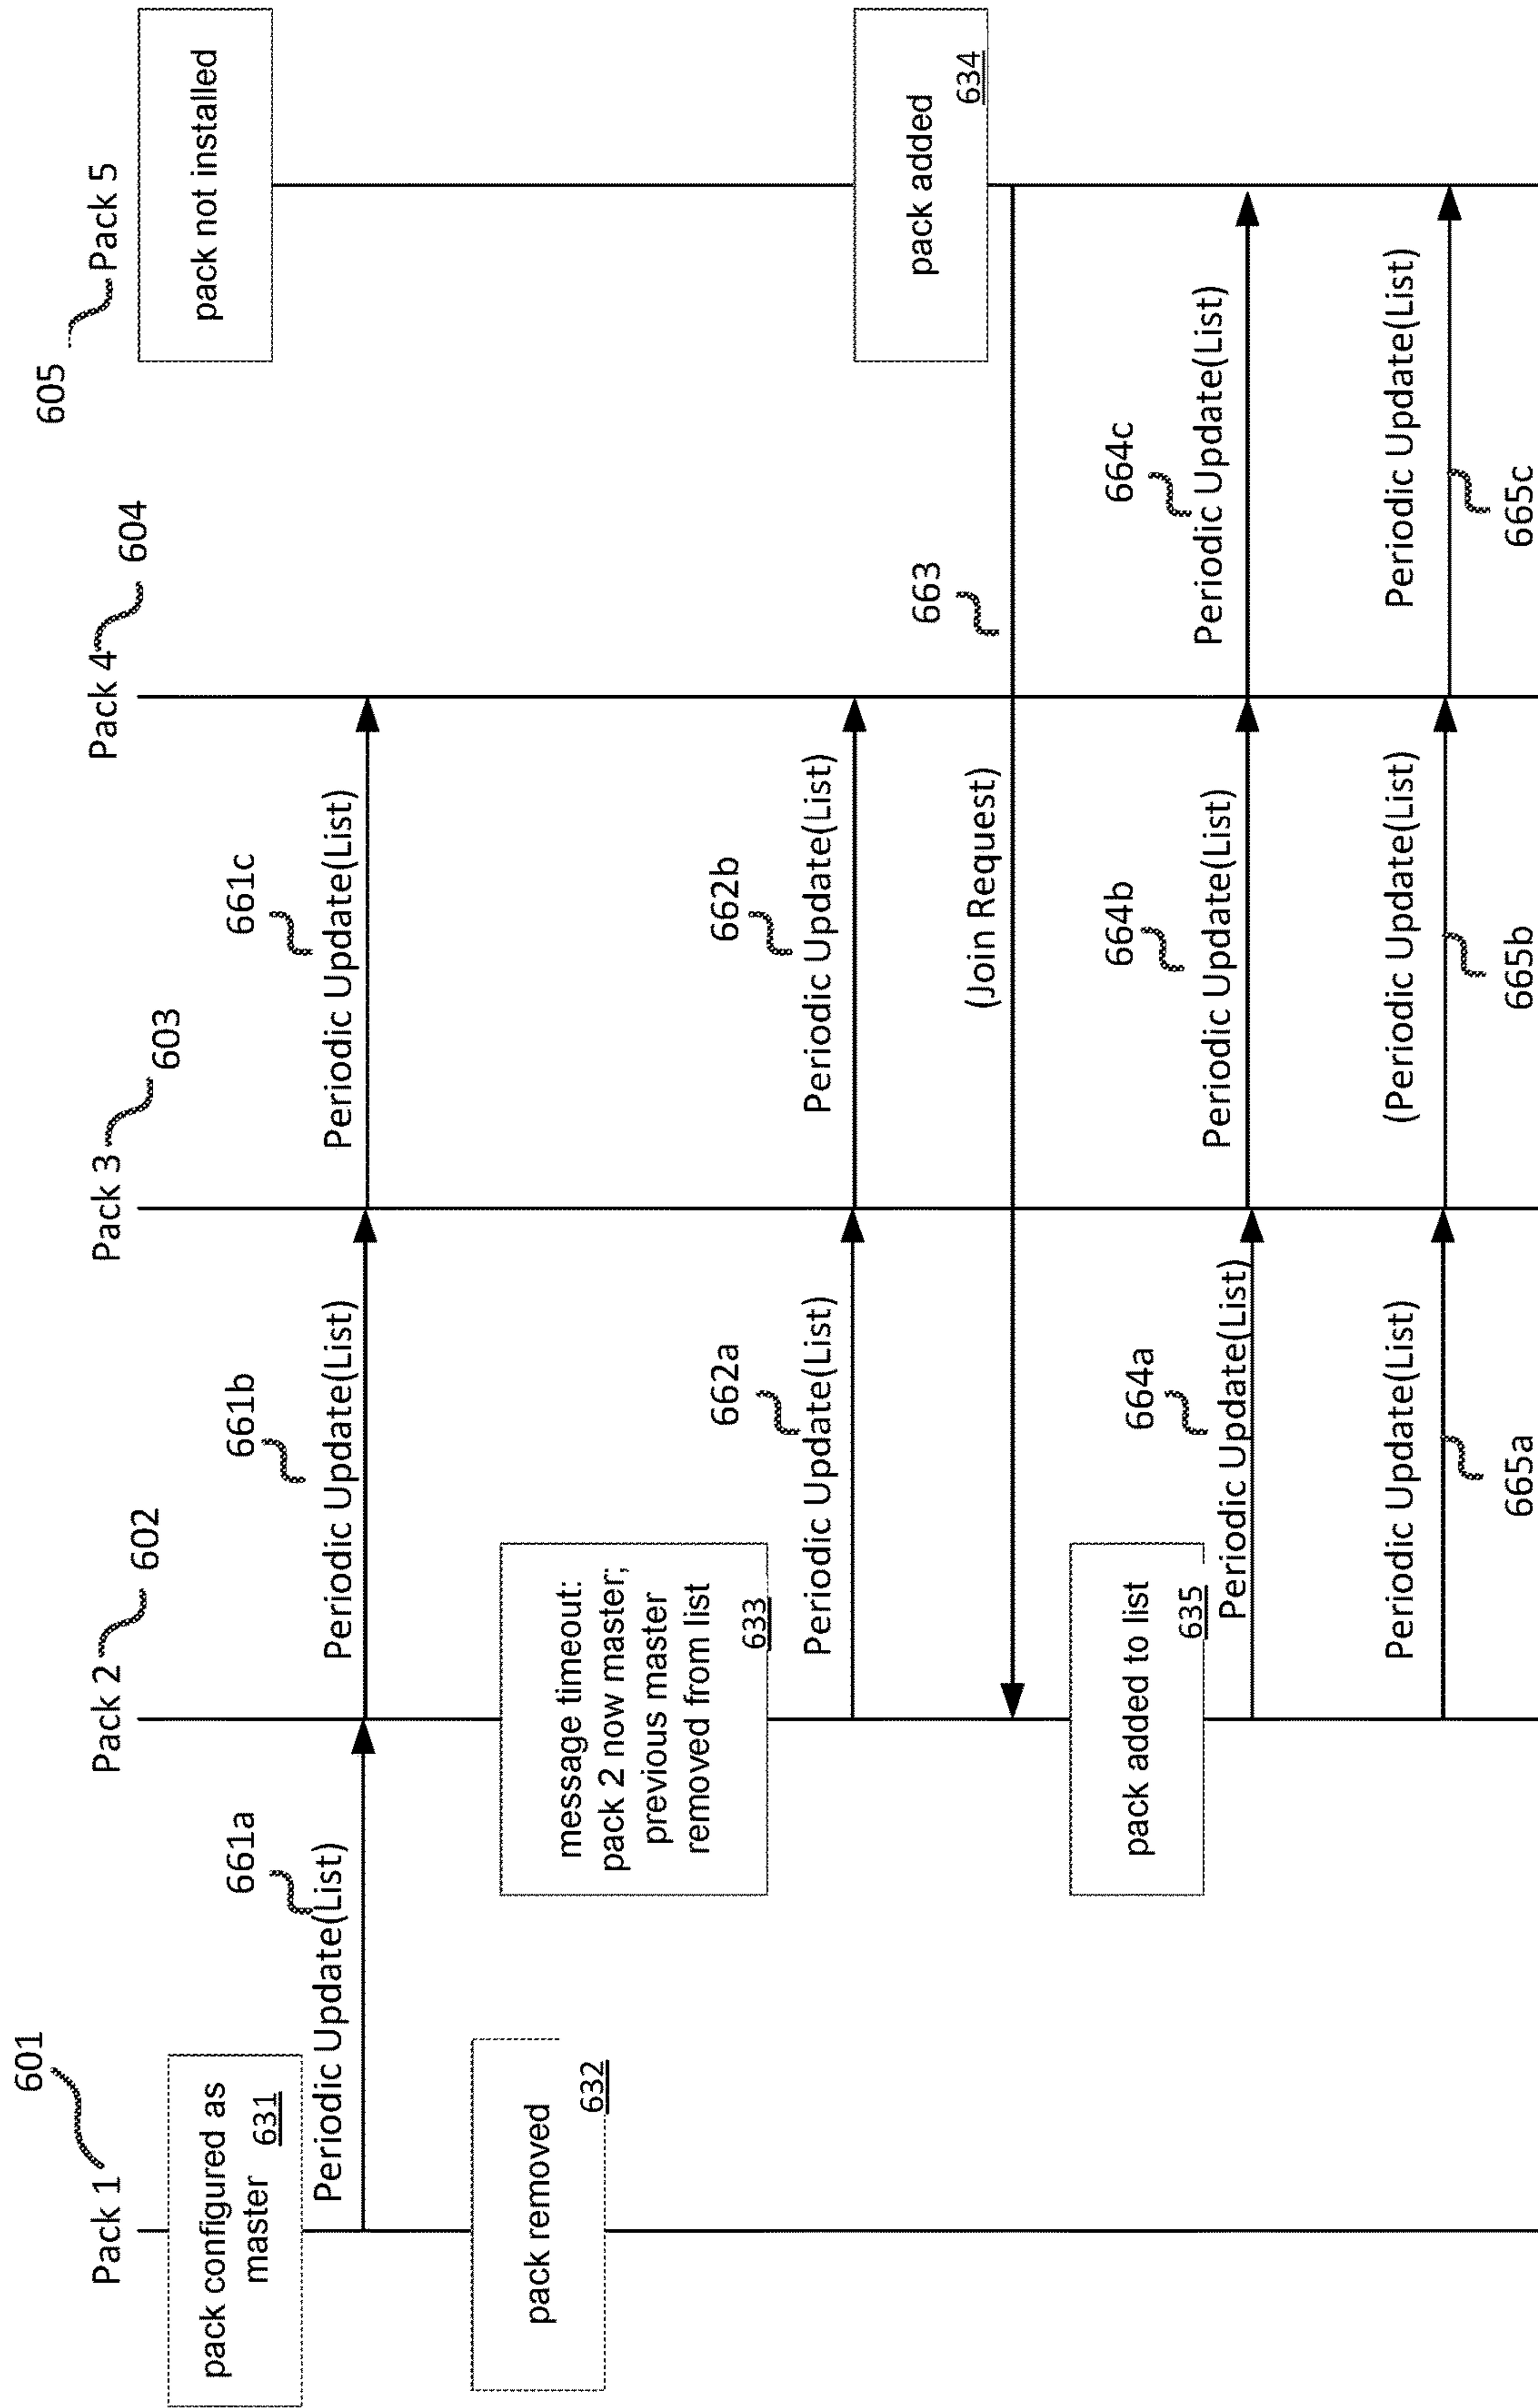 601
Pack 1
Pack 2
602
Pack 3
603
Pack 4
604
605
Pack 5
pack configured as
master 631
pack not installed
661a
Periodic Update(List)
661b
Periodic Update(List)
661c
Periodic Update(List)
pack removed
632
message timeout:
pack 2 now master;
previous master
removed from list
633
662a
Periodic Update(List)
662b
Periodic Update(List)
pack added
634
(Join Request)
663
pack added to list
635
664a
Periodic Update(List)
664b
Periodic Update(List)
664c
Periodic Update(List)
Periodic Update(List)
665a
(Periodic Update(List)
665b
Periodic Update(List)
665c